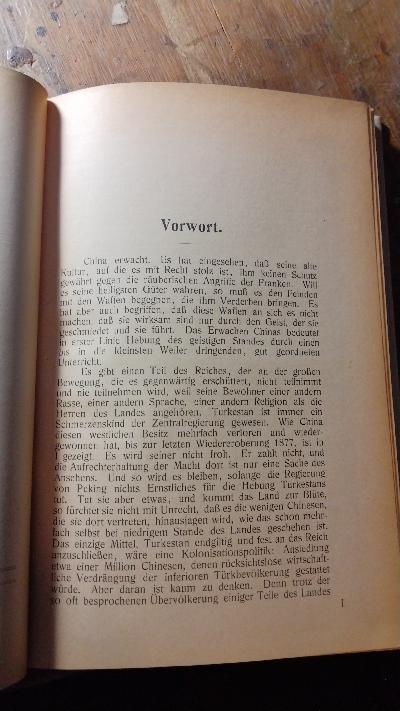 Vorwort.
China erwacht. Es hat eingesehen, daß seine alte
Kultur, auf die es mit Recht stolz ist, ihm keinen Schutz
gewährt gegen die räuberischen Angriffe der Franken. Will
es seine heiligsten Güter wahren, so muß es den Feinden
mit den Waffen begegnen, die ihm Verderben bringen. Es
hat aber auch begriffen, daß diese Waffen an sich es nicht
machen, daß sie wirksam sind nur durch den Geist, der sie
geschmiedet und sie führt. Das Erwachen Chinas bedeutet
in erster Linie Hebung des geistigen Standes durch einen
bis in die kleinsten Weiler dringenden, gut geordneten
Unterricht.
Es gibt einen Teil des Reiches, der an der großen
Bewegung, die es gegenwärtig erschüttert, nicht teilnimmt
und nie teilnehmen wird, weil seine Bewohner einer andern
Rasse, einer andern Sprache, einer andern Religion als die
Herren des Landes angehören. Turkestan ist immer ein
Schmerzenskind der Zentralregierung gewesen. Wie China
diesen westlichen Besitz mehrfach verloren und wieder-
gewonnen hat, bis zur letzten Wiedereroberung 1877, ist in
I gezeigt. Es wird seiner nicht froh. Er zahlt nicht, und
die Aufrechterhaltung der Macht dort ist nur eine Sache des
Ansehens. Und so wird es bleiben, solange die Regierung
von Peking nichts Ernstliches für die Hebung Turkestans
tut. Tut sie aber etwas, und kommt das Land zur Blüte,
so fürchtet sie nicht mit Unrecht, daß es die wenigen Chinesen,
die sie dort vertreten, hinausjagen wird, wie das schon mehr-
fach selbst bei niedrigem Stande des Landes geschehen ist.
Das einzige Mittel, Turkestan endgiltig und fest an das Reich
anzuschließen, wäre eine Kolonisationspolitik: Ansiedlung
etwa einer Million Chinesen, denen rücksichtslose wirtschaft-
liche Verdrängung der inferioren Türkbevölkerung gestattet
würde. Aber daran ist kaum zu denken. Denn trotz der
so oft besprochenen Übervölkerung einiger Teile des Landes
I